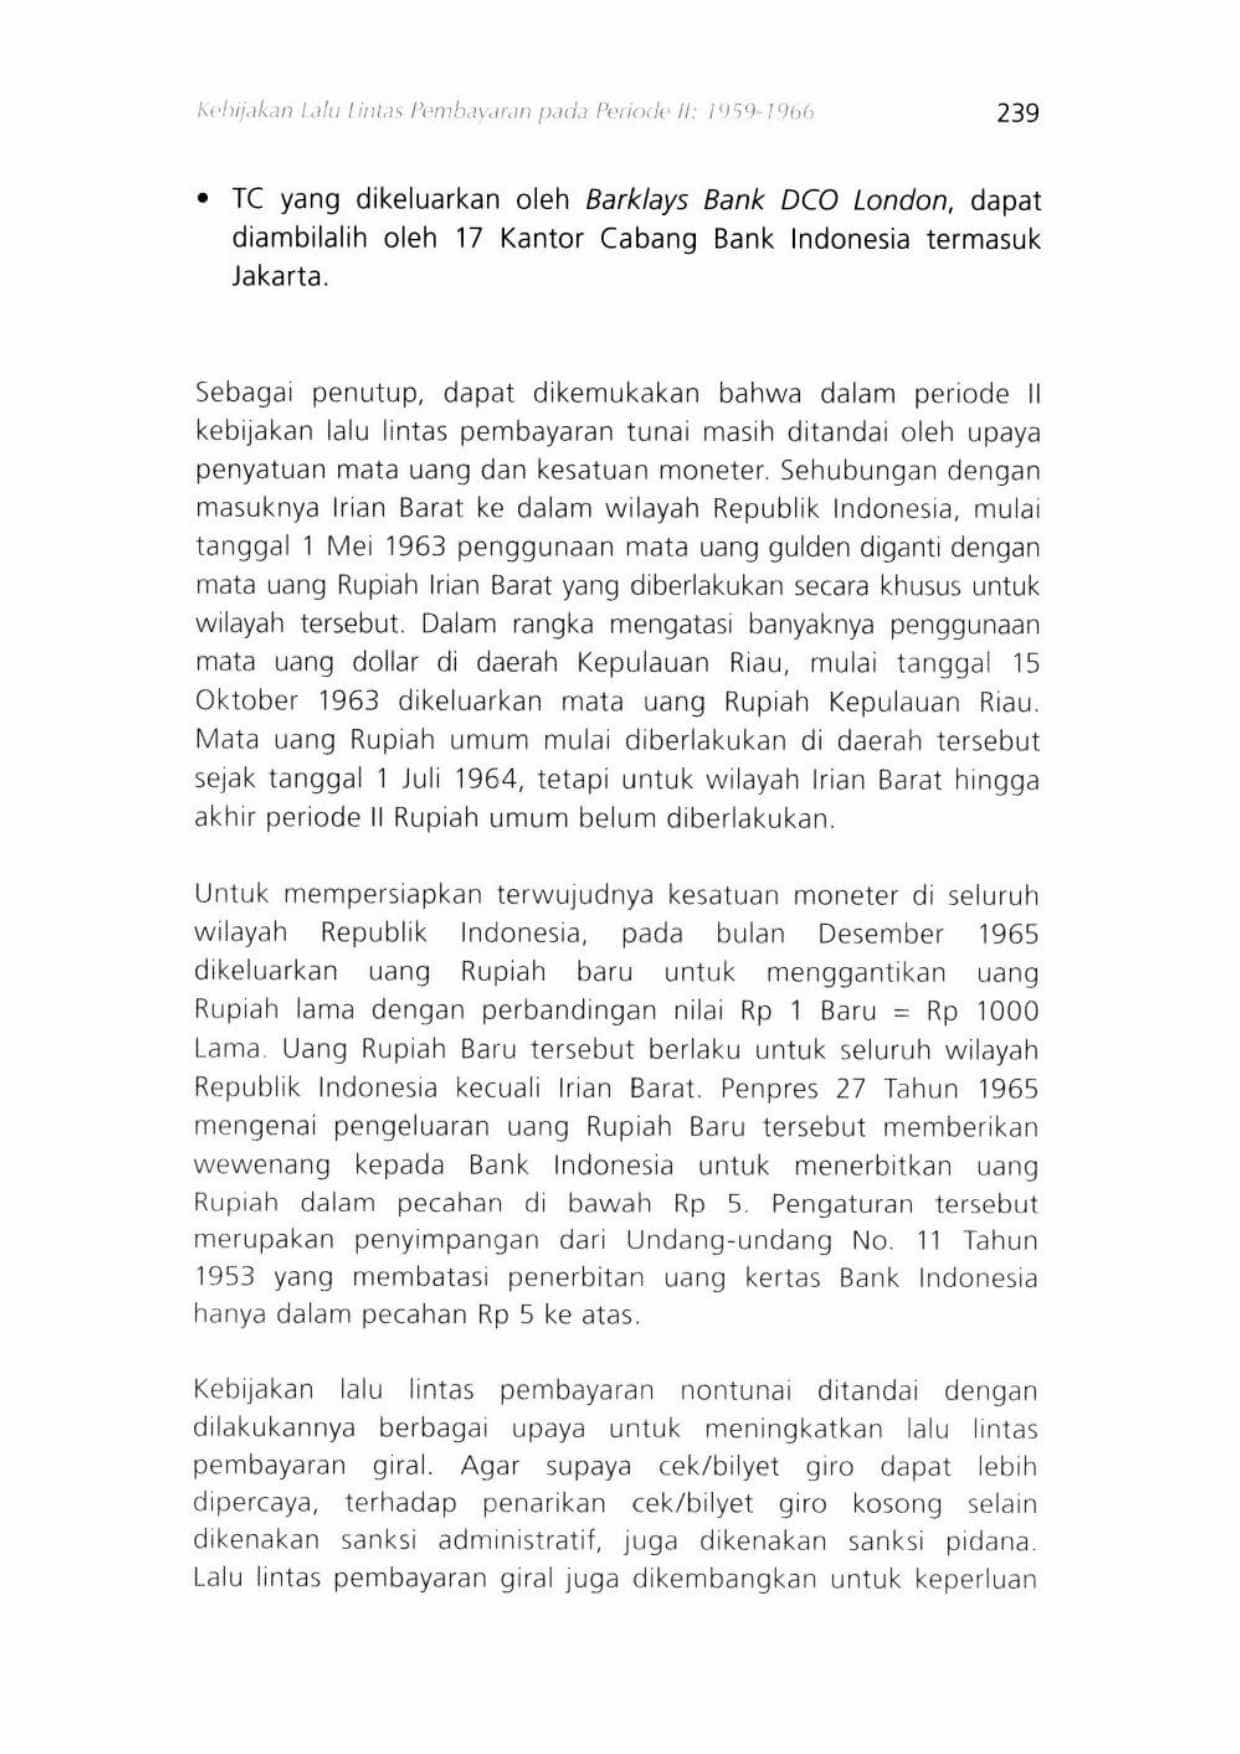 Kebijakan Lalu Lintas Pembayaran pada Periode II: 1959-1966 239
• TC yang dikeluarkan oleh Barklays Bank DCO London, dapat
diambilalih oleh 17 Kantor Cabang Bank Indonesia termasuk
Jakarta.
Sebagai penutup, dapat dikemukakan bahwa dalam periode II
kebijakan lalu lintas pembayaran tunai masih ditandai oleh upaya
penyatuan mata uang dan kesatuan moneter. Sehubungan dengan
masuknya Irian Barat ke dalam wilayah Republik Indonesia, mulai
tanggal 1 Mei 1963 penggunaan mata uang gulden diganti dengan
mata uang Rupiah Irian Barat yang diberlakukan secara khusus untuk
wilayah tersebut. Dalam rangka mengatasi banyaknya penggunaan
mata uang dollar di daerah Kepulauan Riau, mulai tanggal 15
Oktober 1963 dikeluarkan mata uang Rupiah Kepulauan Riau.
Mata uang Rupiah umum mulai diberlakukan di daerah tersebut
sejak tanggal 1 Juli 1964, tetapi untuk wilayah Irian Barat hingga
akhir periode II Rupiah umum belum diberlakukan.
Untuk mempersiapkan terwujudnya kesatuan moneter di seluruh
wilayah Republik Indonesia, pada bulan Desember 1965
dikeluarkan uang Rupiah baru untuk menggantikan uang
Rupiah lama dengan perbandingan nilai Rp 1 Baru = Rp 1000
Lama. Uang Rupiah Baru tersebut berlaku untuk seluruh wilayah
Republik Indonesia kecuali Irian Barat. Penpres 27 Tahun 1965
mengenai pengeluaran uang Rupiah Baru tersebut memberikan
wewenang kepada Bank Indonesia untuk menerbitkan uang
Rupiah dalam pecahan di bawah Rp 5. Pengaturan tersebut
merupakan penyimpangan dari Undang-undang No. 11 Tahun
1953 yang membatasi penerbitan uang kertas Bank Indonesia
hanya dalam pecahan Rp 5 ke atas.
Kebijakan lalu lintas pembayaran nontunai ditandai dengan
dilakukannya berbagai upaya untuk meningkatkan lalu lintas
pembayaran giral. Agar supaya cek/bilyet giro dapat lebih
dipercaya, terhadap penarikan cek/bilyet giro kosong selain
dikenakan sanksi administratif, juga dikenakan sanksi pidana.
Lalu lintas pembayaran giral juga dikembangkan untuk keperluan